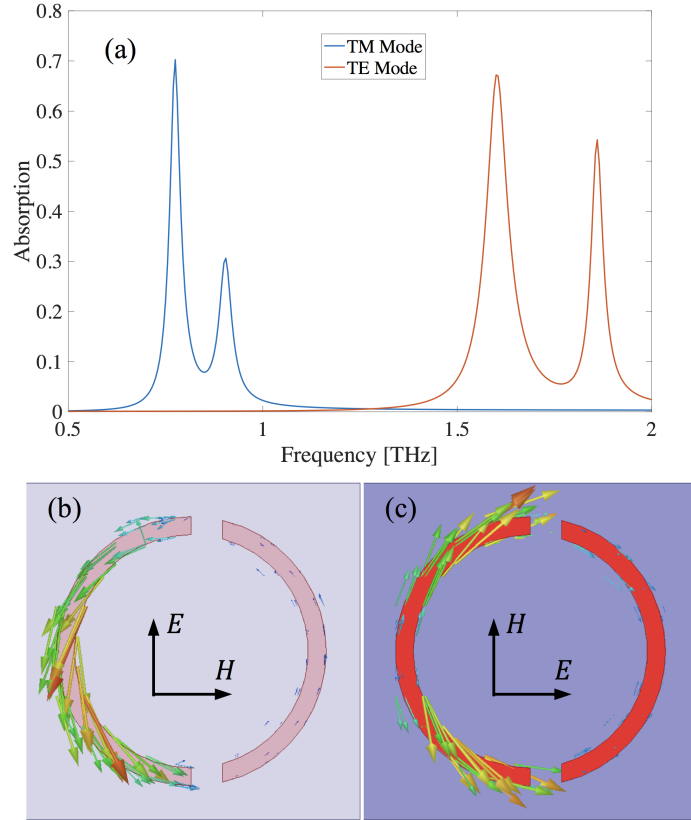 0.8
(a)
TM Mode
TE Mode
0.7
0.6
0.5
0.4
0.3
0.2
0.1
0
Absorption
0.5
1
1.5
2
Frequency [THz]
(b)
E
H
(c)
H
E